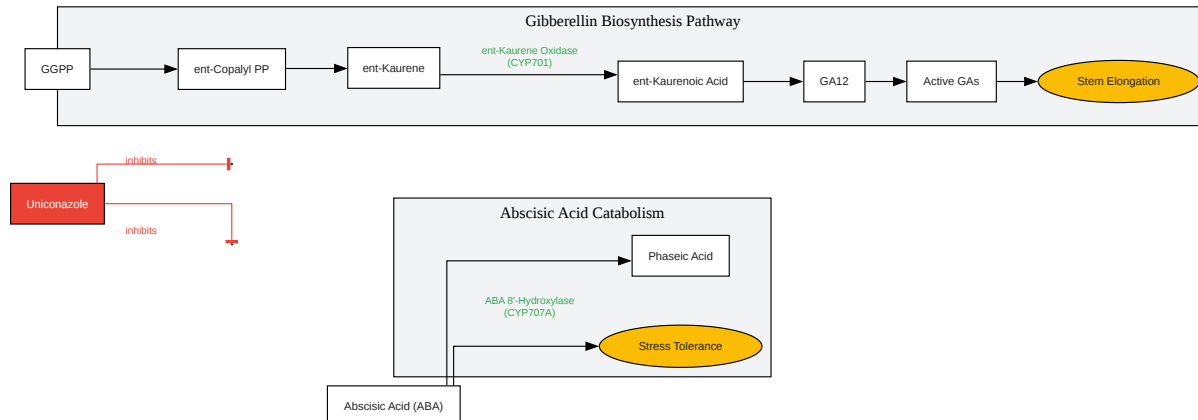 Gibberellin Biosynthesis Pathway
GGPP
ent-Copalyl PP
ent-Kaurene
ent-Kaurene Oxidase
(CYP701)
ent-Kaurenoic Acid
GA12
Active GAs
Stem Elongation
inhibits
Uniconazole
inhibits
Abscisic Acid Catabolism
Phaseic Acid
ABA 8'-Hydroxylase
(CYP707A)
Stress Tolerance
Abscisic Acid (ABA)